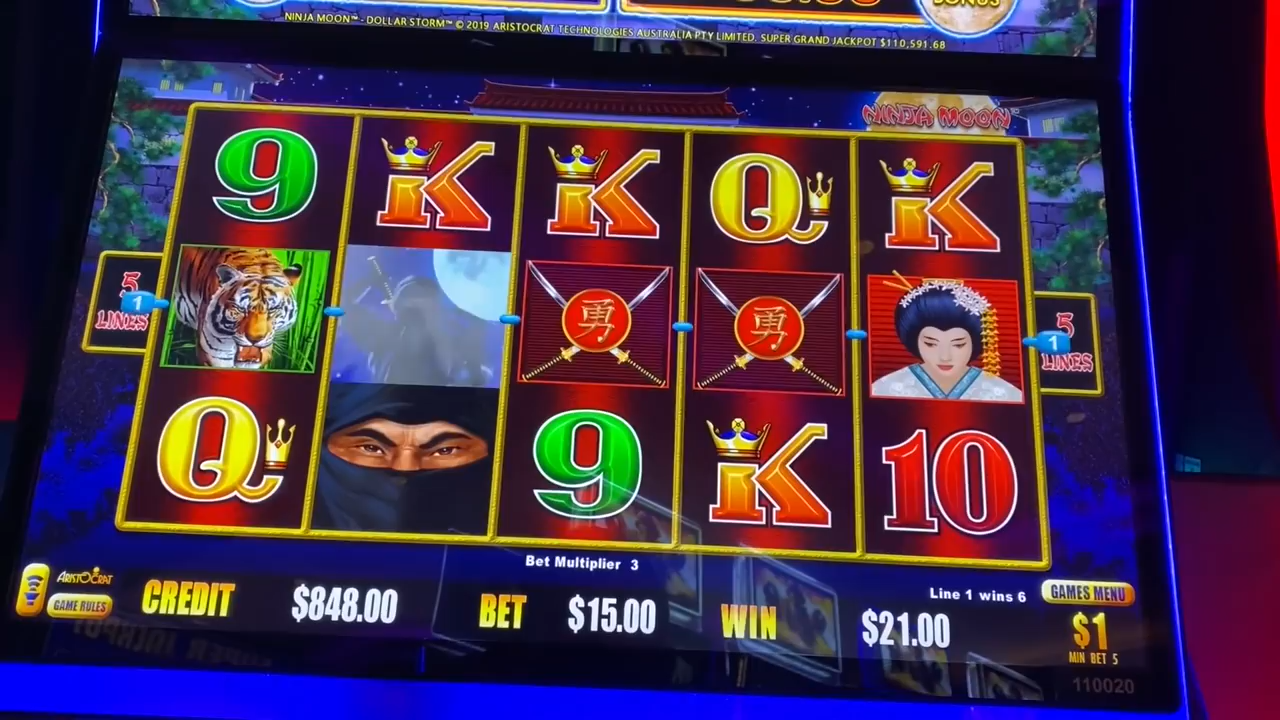 BONUS
NINJA MOON™ - DOLLAR STORM™ © 2019 ARISTOCRAT TECHNOLOGIES AUSTRALIA PTY LIMITED. SUPER GRAND JACKPOT $110,591.68
NINJA MOON™
9 K K Q K
5
LINES
1
勇 勇
5
LINES
1
Q 9 K 10
Bet Multiplier 3
Line 1 wins 6
ARISTOCRAT
GAME RULES
CREDIT $848.00 BET $15.00 WIN $21.00
GAMES MENU
$1
MIN BET 5
110020